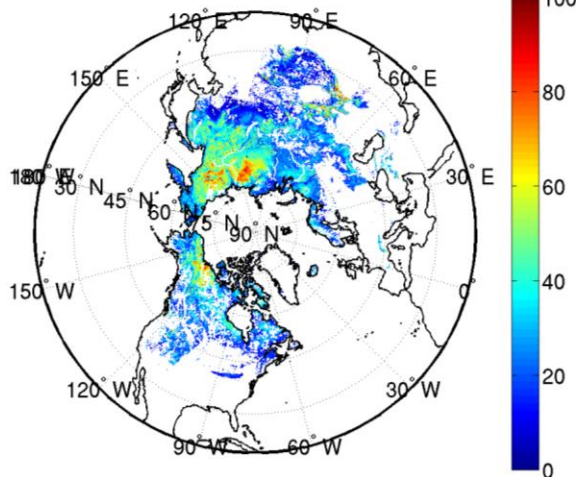 120° E
90° E
100
150° E
60° E
80
180° W
180° E
30° N
45° N
60° N
75° N
90° N
30° E
60
150° W
0°
40
120° W
30° W
20
90° W
60° W
0